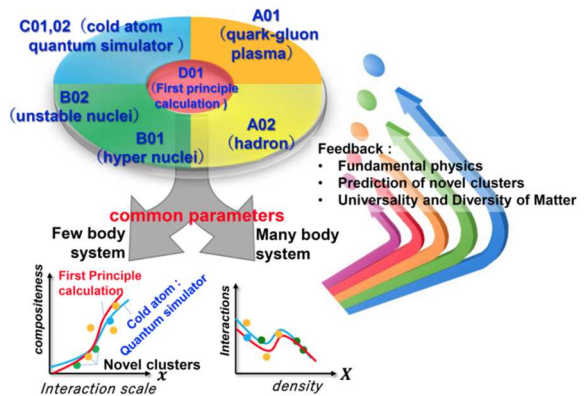 C01,02（cold atom
quantum simulator ）
A01
（quark-gluon
plasma）
D01
（First principle
calculation ）
B02
（unstable nuclei）
B01
（hyper nuclei）
A02
（hadron）
Feedback :
• Fundamental physics
• Prediction of novel clusters
• Universality and Diversity of Matter
common parameters
Few body
system
Many body
system
First Principle
calculation
Cold atom :
Quantum simulator
compositeness
Novel clusters
x
Interaction scale
Interactions
X
density